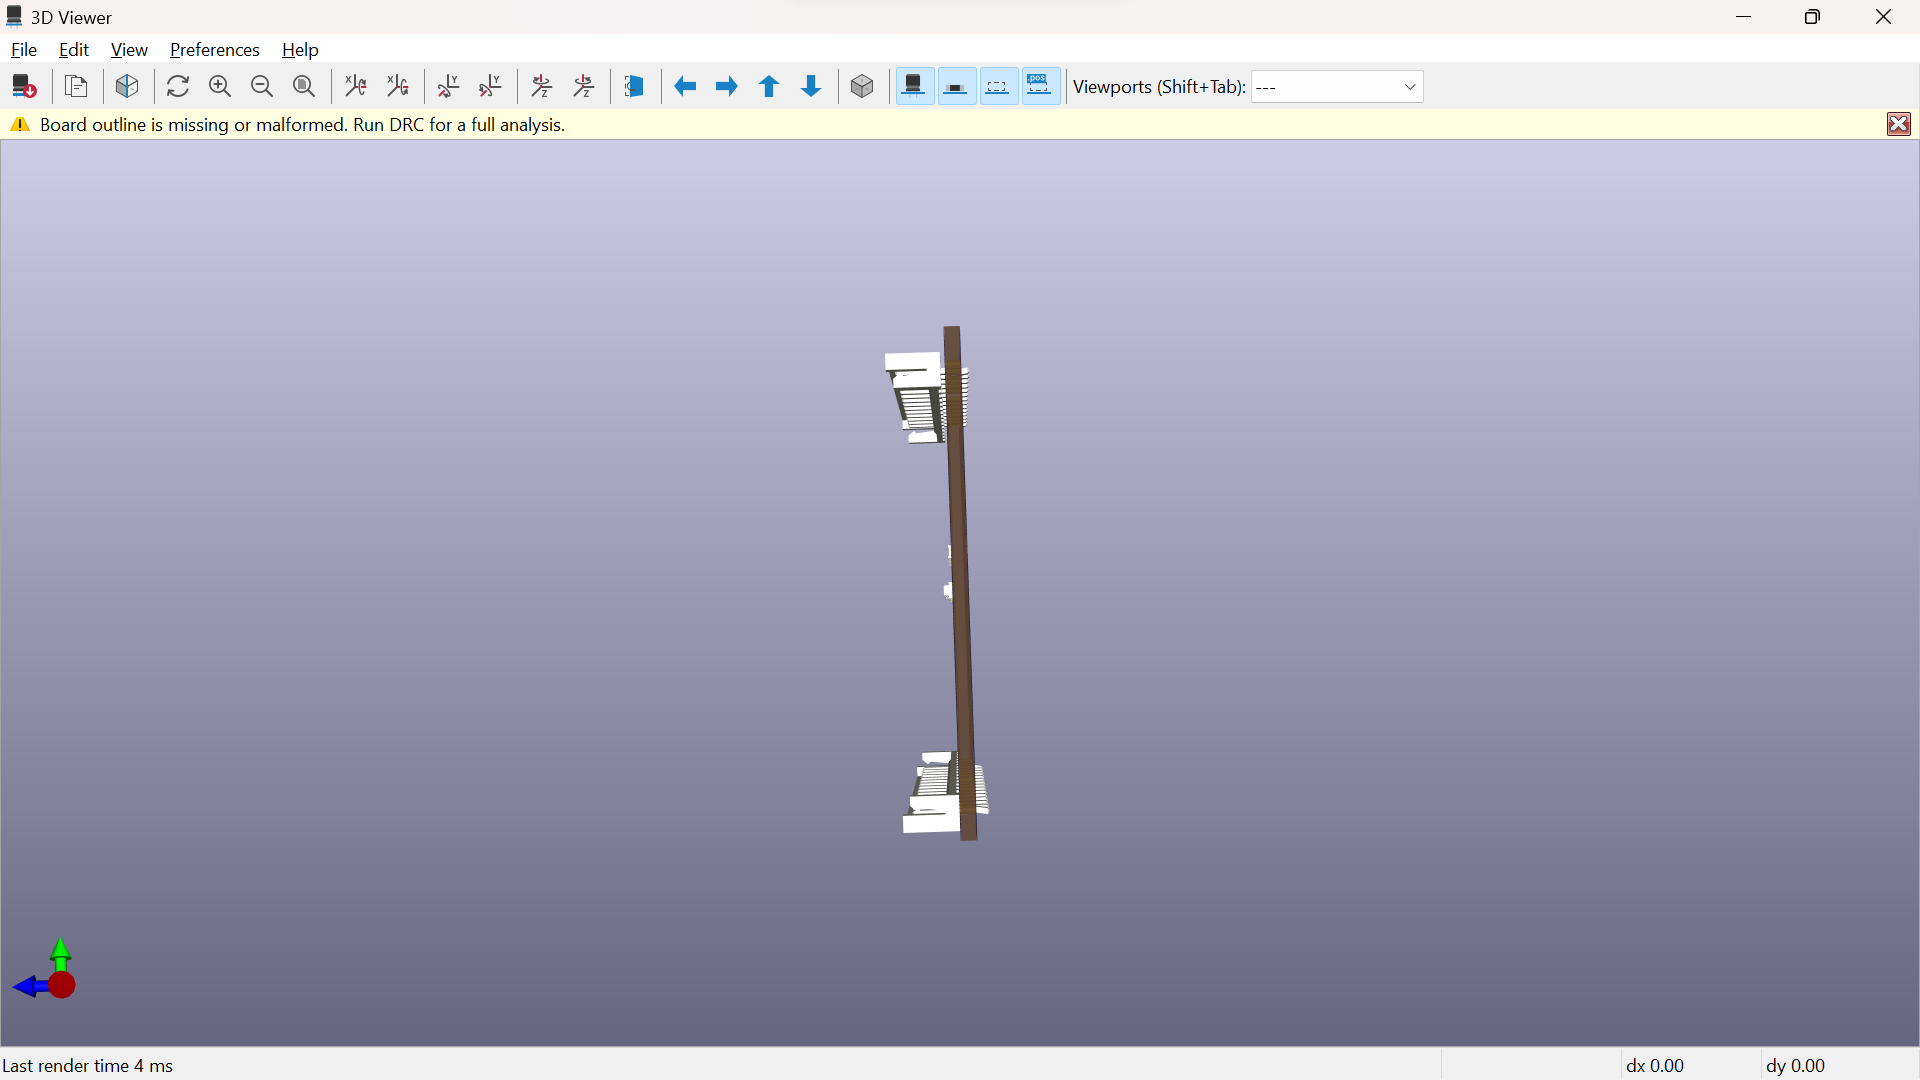 3D Viewer
File Edit View Preferences Help
.pos Viewports (Shift+Tab): ---
Board outline is missing or malformed. Run DRC for a full analysis.
Last render time 4 ms dx 0.00 dy 0.00